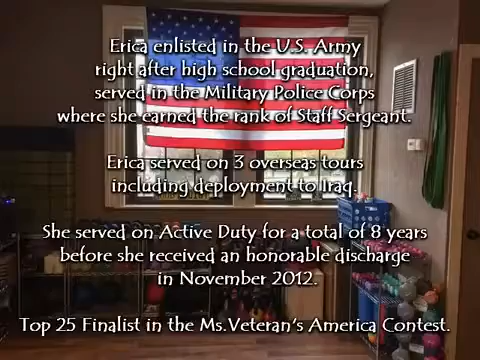 Erica enlisted in the U.S. Army
right after high school graduation,
served in the Military Police Corps
where she earned the rank of Staff Sergeant.
Erica served on 3 overseas tours
including deployment to Iraq.
She served on Active Duty for a total of 8 years
before she received an honorable discharge
in November 2012.
Top 25 Finalist in the Ms.Veteran's America Contest.